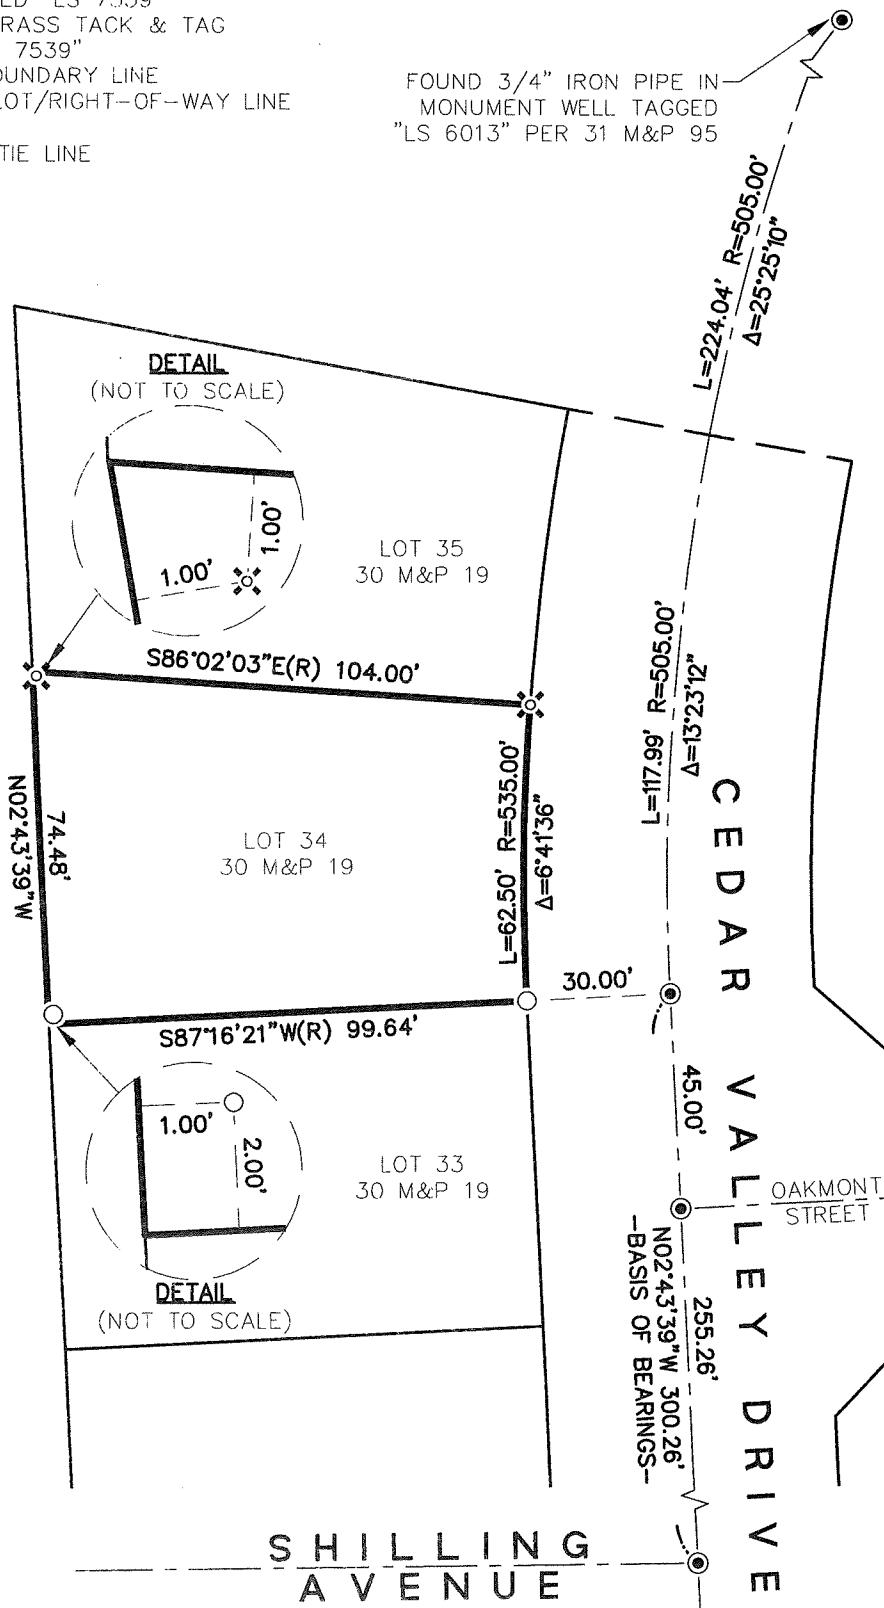 LS 7539
BRASS TACK & TAG
7539"
BOUNDARY LINE
LOT/RIGHT-OF-WAY LINE
TIE LINE
FOUND 3/4" IRON PIPE IN
MONUMENT WELL TAGGED
"LS 6013" PER 31 M&P 95
L=224.04' R=505.00'
Δ=25°25'10"
DETAIL
(NOT TO SCALE)
1.00'
1.00'
LOT 35
30 M&P 19
S86°02'03"E(R) 104.00'
L=117.99' R=505.00'
Δ=13°23'12"
N02°43'39"W
74.48'
LOT 34
30 M&P 19
L=62.50' R=535.00'
Δ=6°41'36"
30.00'
S87°16'21"W(R) 99.64'
45.00'
1.00'
2.00'
LOT 33
30 M&P 19
DETAIL
(NOT TO SCALE)
OAKMONT
STREET
255.26'
N02°43'39"W 300.26'
-BASIS OF BEARINGS-
CEDAR VALLEY DRIVE
SHILLING
AVENUE